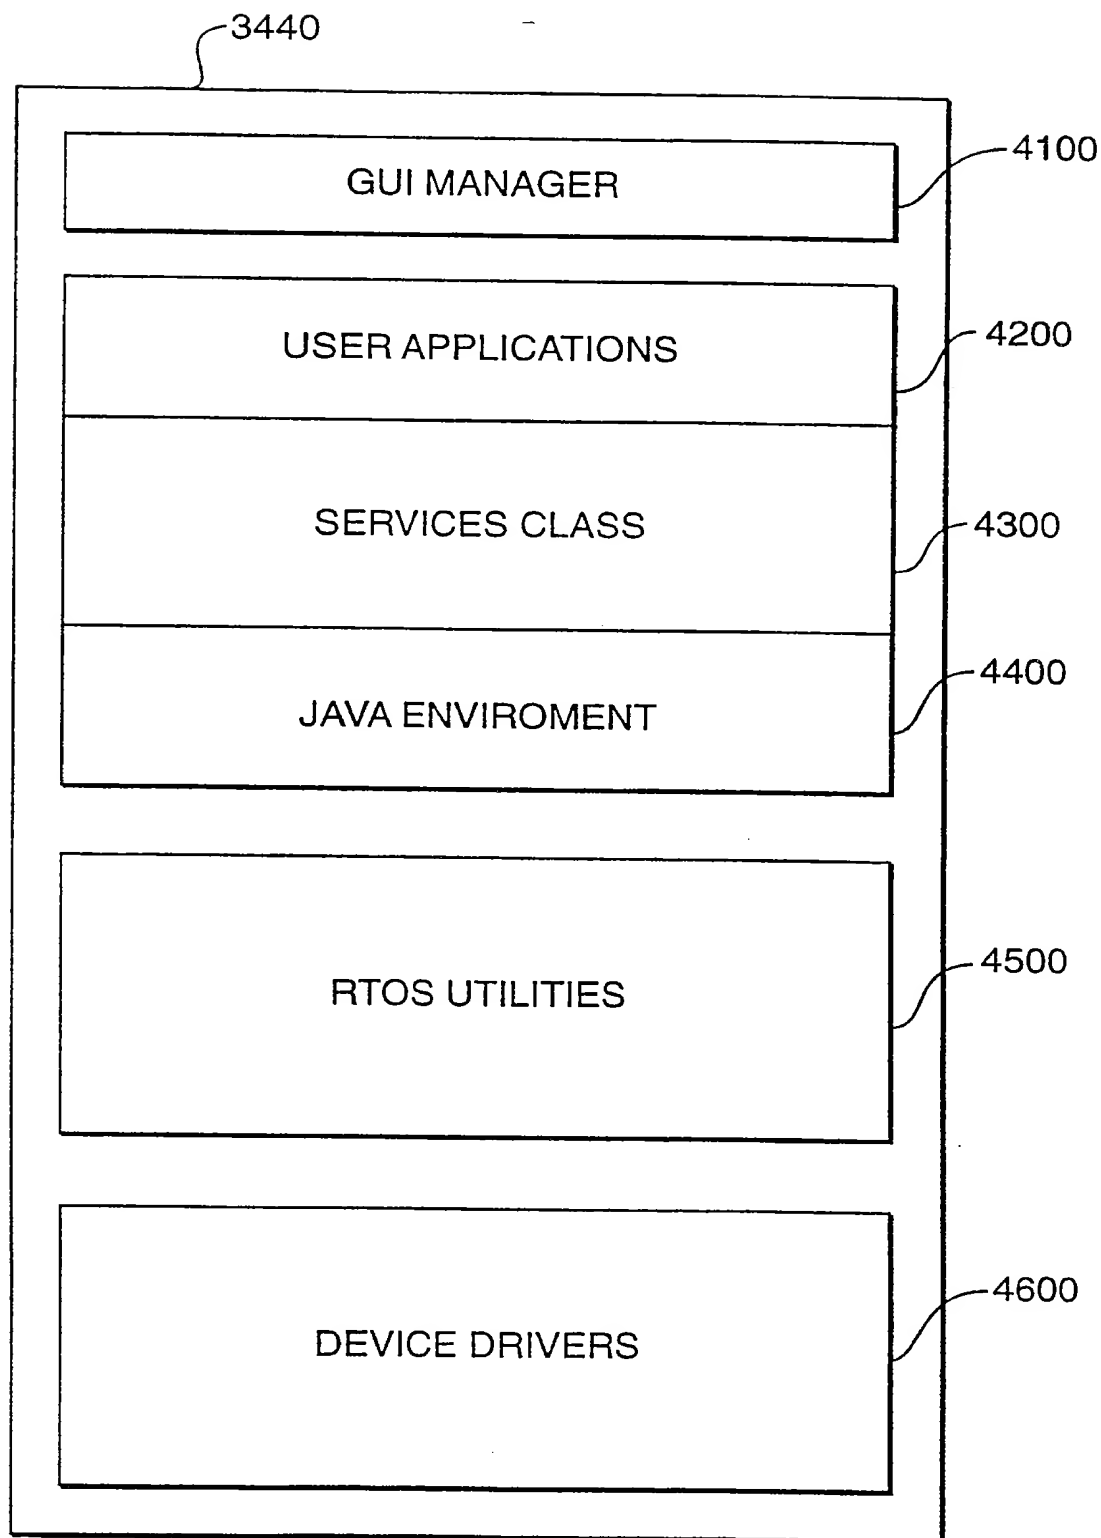 3440
GUI MANAGER
4100
USER APPLICATIONS
4200
SERVICES CLASS
4300
JAVA ENVIROMENT
4400
RTOS UTILITIES
4500
DEVICE DRIVERS
4600